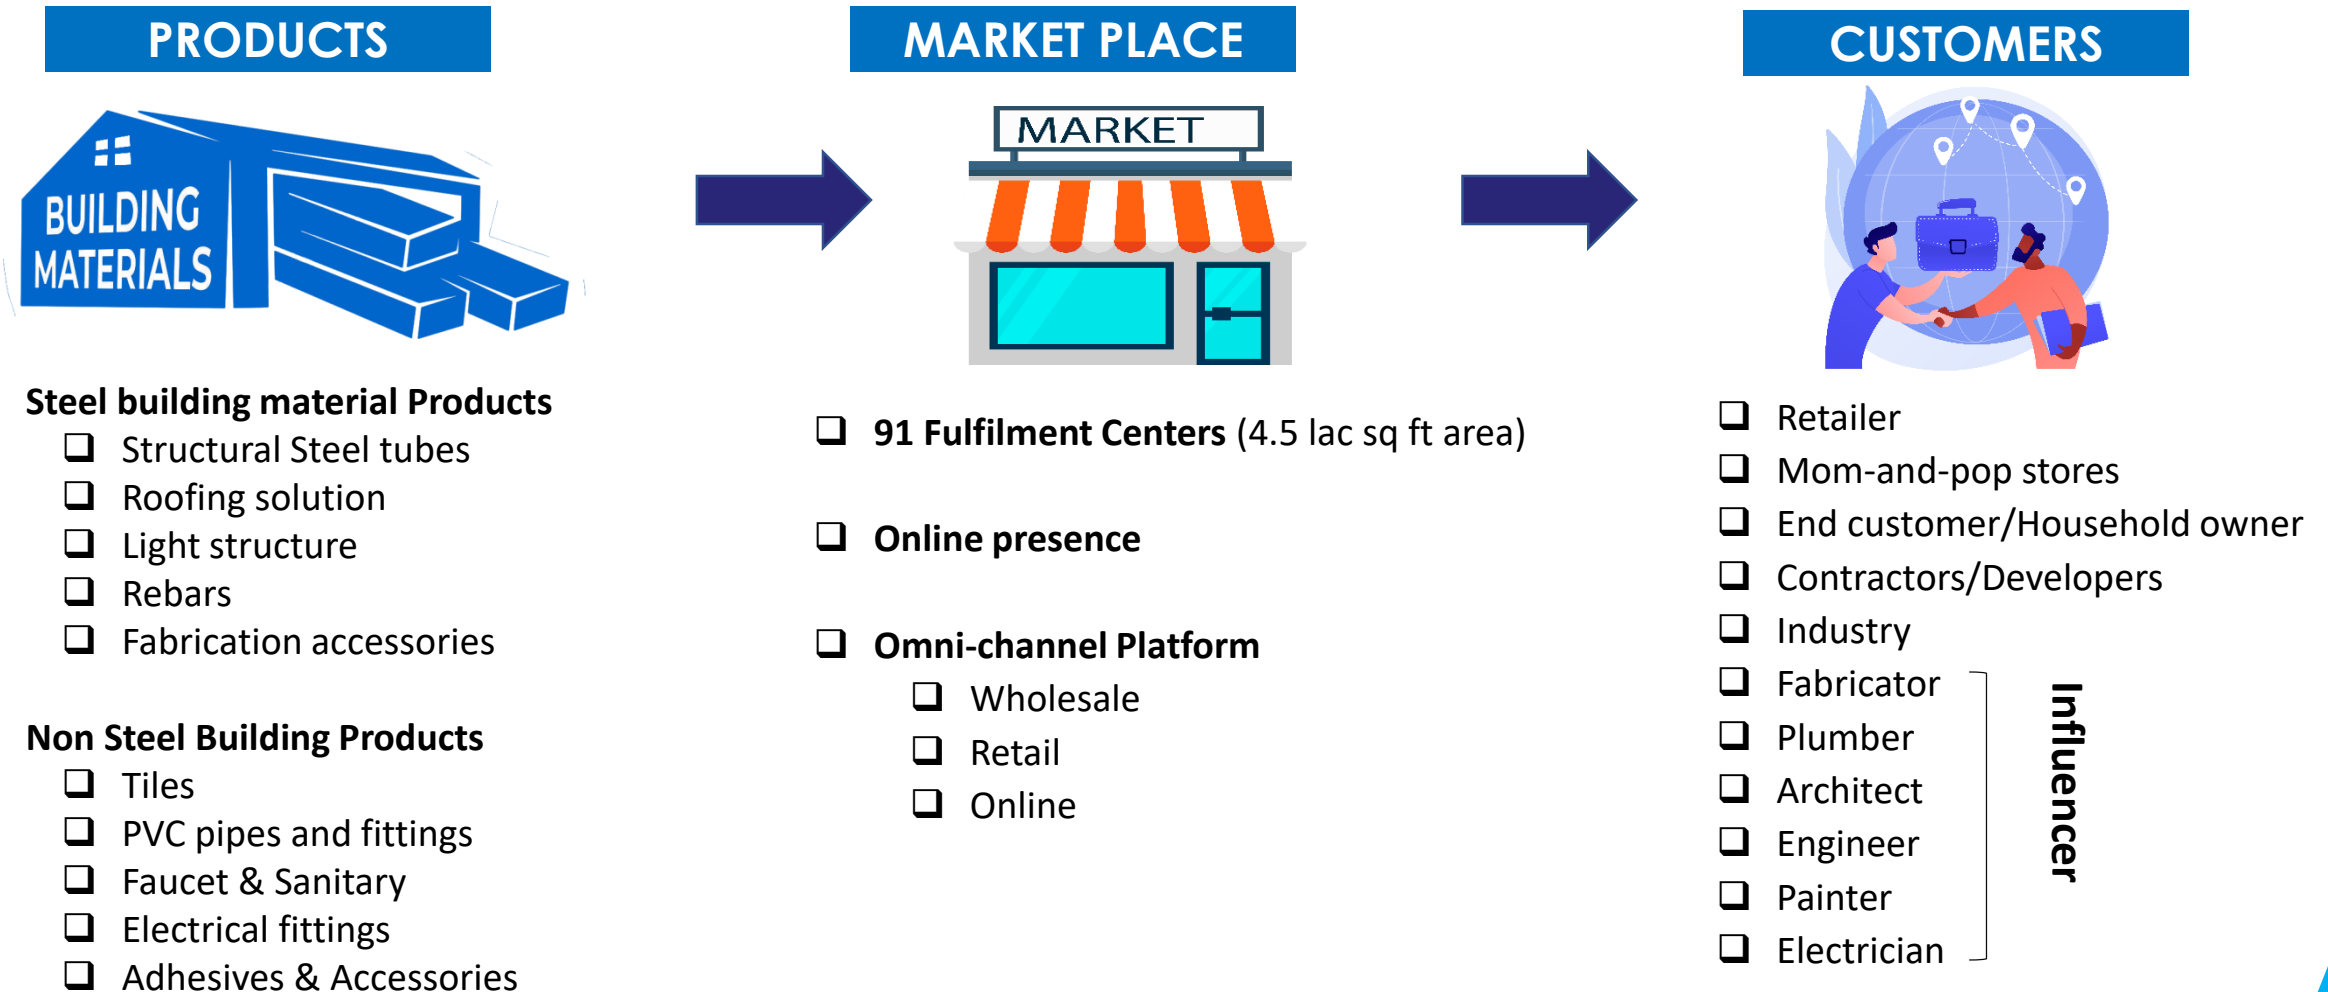 PRODUCTS
BUILDING
MATERIALS
Steel building material Products
Structural Steel tubes
Roofing solution
Light structure
Rebars
Fabrication accessories
Non Steel Building Products
Tiles
PVC pipes and fittings
Faucet & Sanitary
Electrical fittings
Adhesives & Accessories
MARKET PLACE
MARKET
91 Fulfilment Centers (4.5 lac sq ft area)
Online presence
Omni-channel Platform
Wholesale
Retail
Online
CUSTOMERS
Retailer
Mom-and-pop stores
End customer/Household owner
Contractors/Developers
Industry
Fabricator
Plumber
Architect
Engineer
Painter
Electrician
Influencer